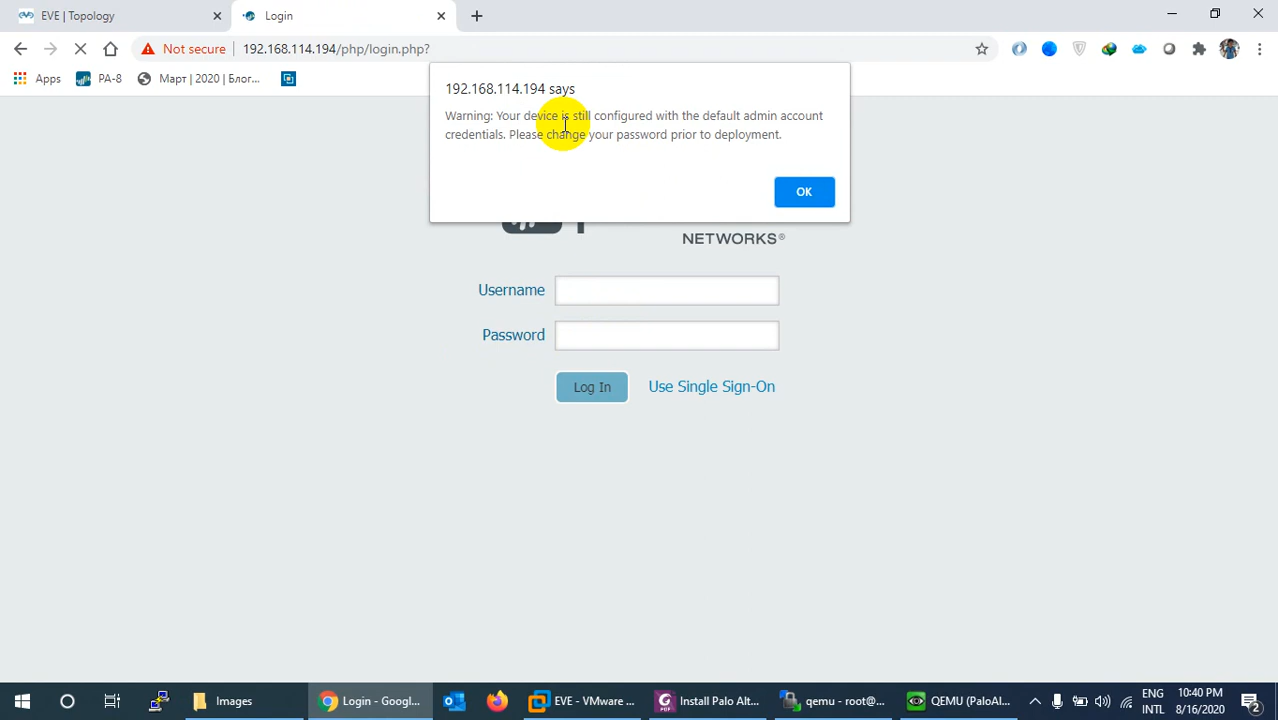 EVE | Topology
Login
Not secure
192.168.114.194/php/login.php?
Apps
PA-8
Март | 2020 | Блог...
192.168.114.194 says
Warning: Your device is still configured with the default admin account
credentials. Please change your password prior to deployment.
OK
NETWORKS®
Username
Password
Log In
Use Single Sign-On
Images
Login - Googl...
EVE - VMware ...
Install Palo Alt...
qemu - root@...
QEMU (PaloAl...
ENG
INTL
10:40 PM
8/16/2020
2